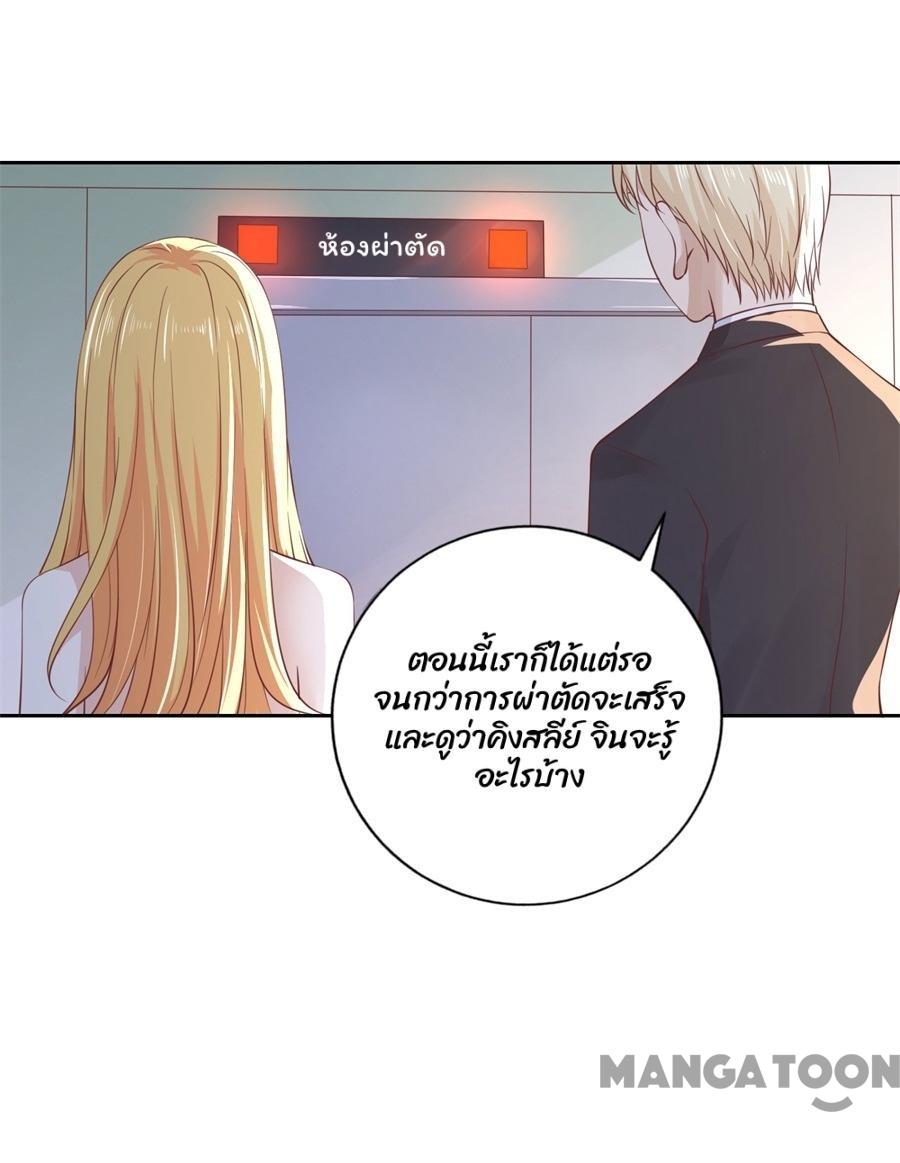 ห้องผ่าตัด
ตอนนี้เราก็ได้แต่รอ
จนกว่าการผ่าตัดจะเสร็จ
และดูว่าคิงสลีย์ จินจะรู้
อะไรบ้าง
MANGATOON